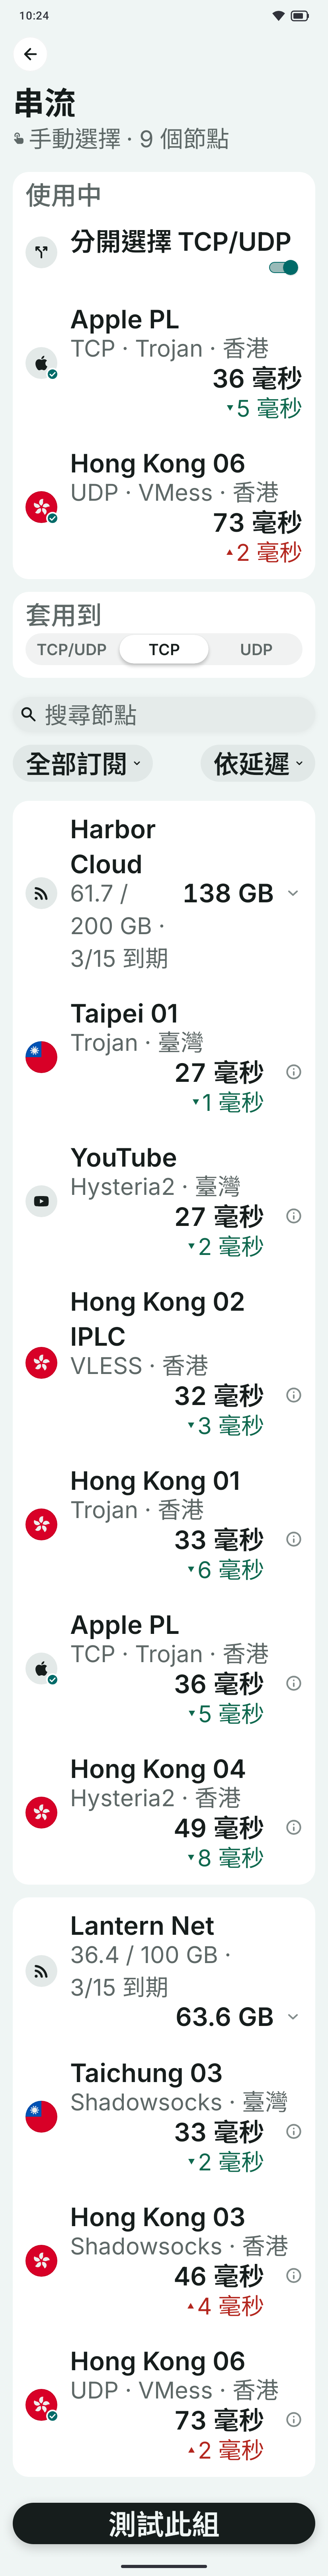 10:24
串流
手動選擇 · 9 個節點
使用中
分開選擇 TCP/UDP
Apple PL
TCP · Trojan · 香港
36 毫秒
▾5 毫秒
Hong Kong 06
UDP · VMess · 香港
73 毫秒
▴2 毫秒
套用到
TCP/UDP
TCP
UDP
搜尋節點
全部訂閱
依延遲
Harbor
Cloud
61.7 /
200 GB ·
3/15 到期
138 GB
Taipei 01
Trojan · 臺灣
27 毫秒
▾1 毫秒
YouTube
Hysteria2 · 臺灣
27 毫秒
▾2 毫秒
Hong Kong 02
IPLC
VLESS · 香港
32 毫秒
▾3 毫秒
Hong Kong 01
Trojan · 香港
33 毫秒
▾6 毫秒
Apple PL
TCP · Trojan · 香港
36 毫秒
▾5 毫秒
Hong Kong 04
Hysteria2 · 香港
49 毫秒
▾8 毫秒
Lantern Net
36.4 / 100 GB ·
3/15 到期
63.6 GB
Taichung 03
Shadowsocks · 臺灣
33 毫秒
▾2 毫秒
Hong Kong 03
Shadowsocks · 香港
46 毫秒
▴4 毫秒
Hong Kong 06
UDP · VMess · 香港
73 毫秒
▴2 毫秒
測試此組